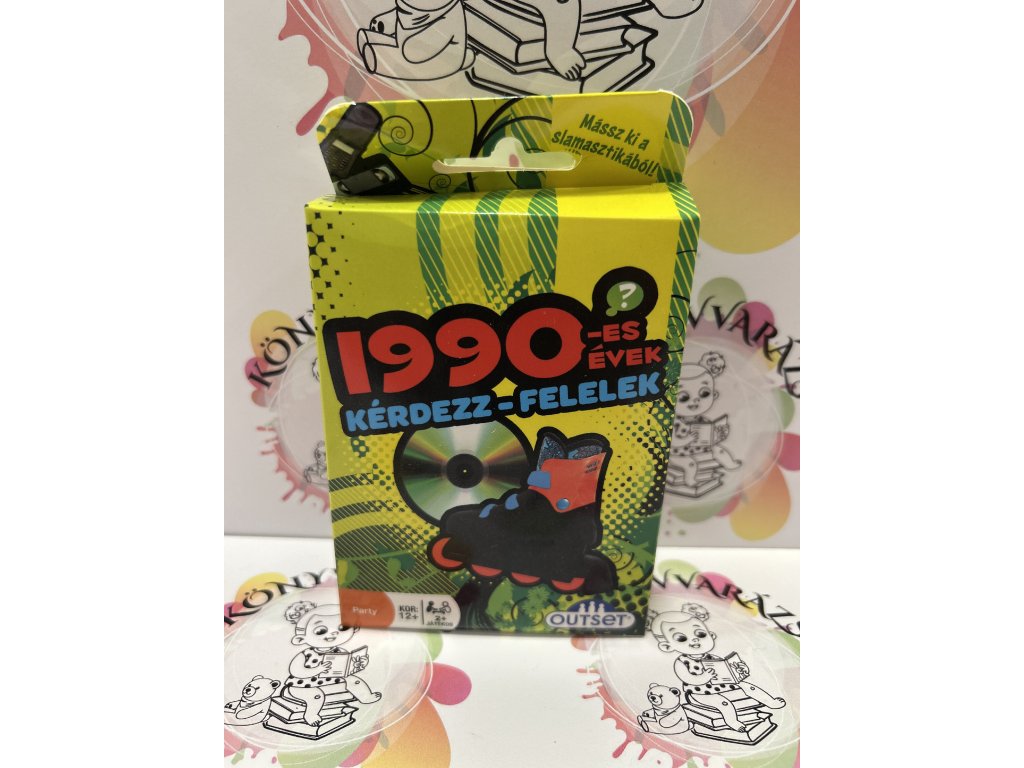 Mássz ki a
slamasztikából!
?
1990-ES
ÉVEK
KÉRDEZZ - FELELEK
Party
KOR:
12+
2+
JÁTÉKOS
OUTSET